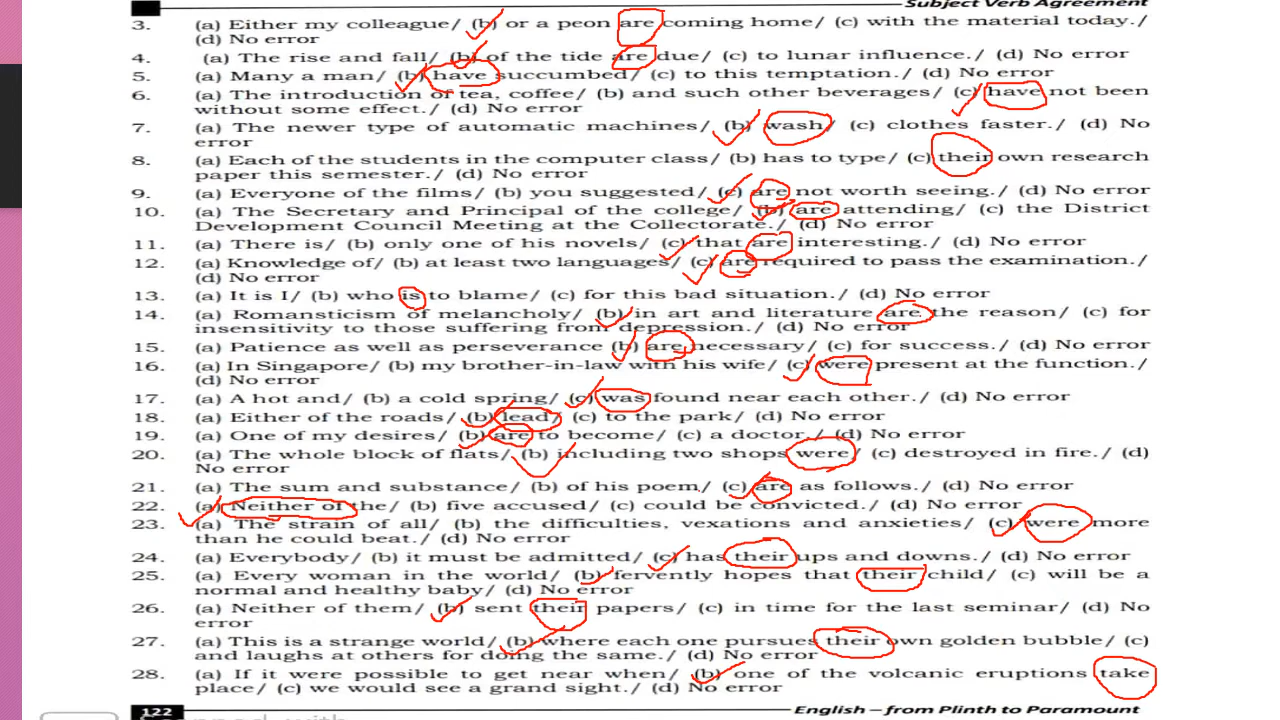 Subject Verb Agreement
3. (a) Either my colleague/ (b) or a peon are coming home/ (c) with the material today./
(d) No error
4. (a) The rise and fall/ (b) of the tide are due/ (c) to lunar influence./ (d) No error
5. (a) Many a man/ (b) have succumbed/ (c) to this temptation./ (d) No error
6. (a) The introduction of tea, coffee/ (b) and such other beverages/ (c) have not been
without some effect./ (d) No error
7. (a) The newer type of automatic machines/ (b) wash/ (c) clothes faster./ (d) No
error
8. (a) Each of the students in the computer class/ (b) has to type/ (c) their own research
paper this semester./ (d) No error
9. (a) Everyone of the films/ (b) you suggested/ (c) are not worth seeing./ (d) No error
10. (a) The Secretary and Principal of the college/ (b) are attending/ (c) the District
Development Council Meeting at the Collectorate./ (d) No error
11. (a) There is/ (b) only one of his novels/ (c) that are interesting./ (d) No error
12. (a) Knowledge of/ (b) at least two languages/ (c) are required to pass the examination./
(d) No error
13. (a) It is I/ (b) who is to blame/ (c) for this bad situation./ (d) No error
14. (a) Romansticism of melancholy/ (b) in art and literature are the reason/ (c) for
insensitivity to those suffering from depression./ (d) No error
15. (a) Patience as well as perseverance (b) are necessary/ (c) for success./ (d) No error
16. (a) In Singapore/ (b) my brother-in-law with his wife/ (c) were present at the function./
(d) No error
17. (a) A hot and/ (b) a cold spring/ (c) was found near each other./ (d) No error
18. (a) Either of the roads/ (b) lead/ (c) to the park/ (d) No error
19. (a) One of my desires/ (b) are to become/ (c) a doctor./ (d) No error
20. (a) The whole block of flats/ (b) including two shops were/ (c) destroyed in fire./ (d)
No error
21. (a) The sum and substance/ (b) of his poem/ (c) are as follows./ (d) No error
22. (a) Neither of the/ (b) five accused/ (c) could be convicted./ (d) No error
23. (a) The strain of all/ (b) the difficulties, vexations and anxieties/ (c) were more
than he could beat./ (d) No error
24. (a) Everybody/ (b) it must be admitted/ (c) has their ups and downs./ (d) No error
25. (a) Every woman in the world/ (b) fervently hopes that their child/ (c) will be a
normal and healthy baby/ (d) No error
26. (a) Neither of them/ (b) sent their papers/ (c) in time for the last seminar/ (d) No
error
27. (a) This is a strange world/ (b) where each one pursues their own golden bubble/ (c)
and laughs at others for doing the same./ (d) No error
28. (a) If it were possible to get near when/ (b) one of the volcanic eruptions take
place/ (c) we would see a grand sight./ (d) No error
122 English – from Plinth to Paramount